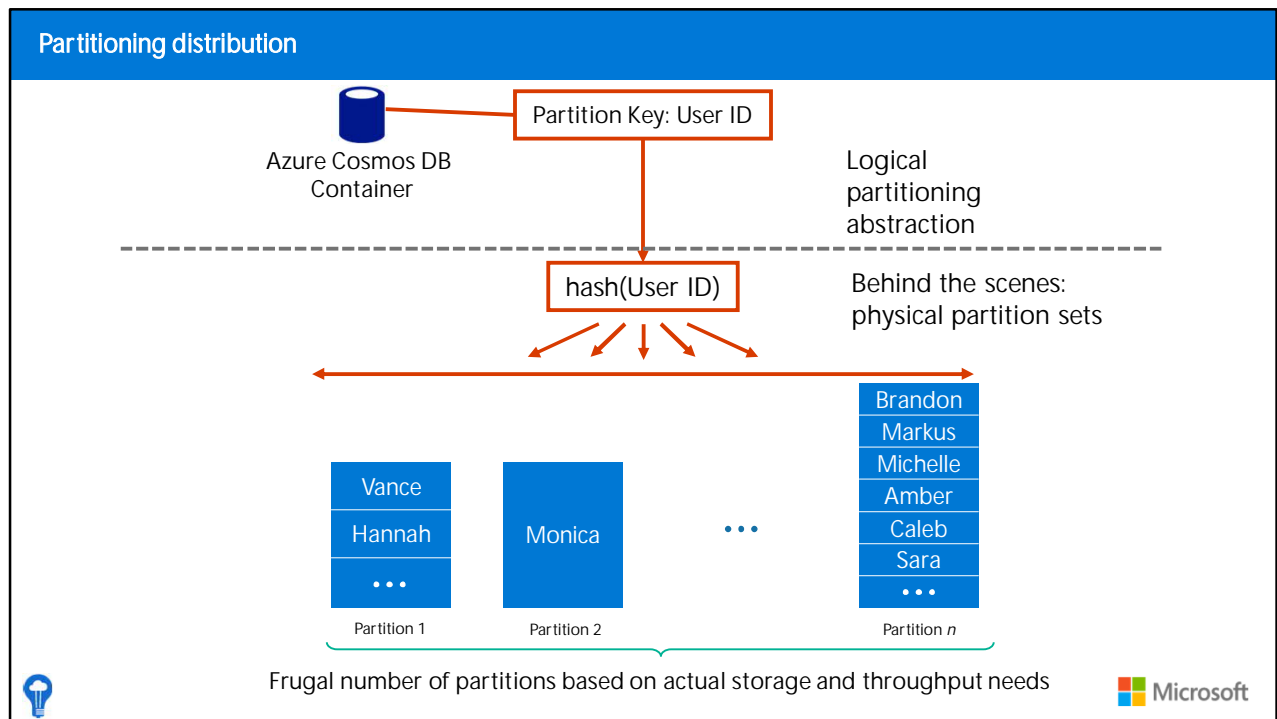 Partitioning distribution
Partition Key: User ID
Azure Cosmos DB
Container
Logical
partitioning
abstraction
hash(User ID)
Behind the scenes:
physical partition sets
Vance
Hannah
•••
Partition 1
Monica
Partition 2
•••
Brandon
Markus
Michelle
Amber
Caleb
Sara
•••
Partition n
Frugal number of partitions based on actual storage and throughput needs
Microsoft